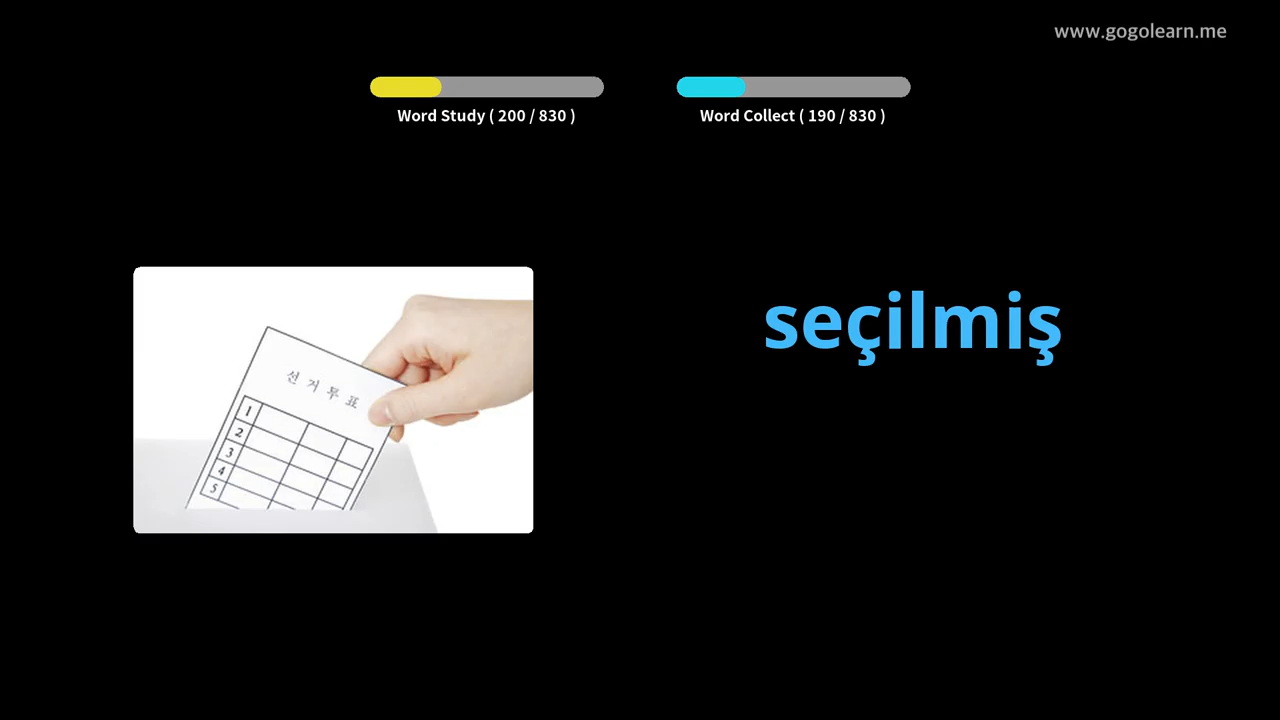 www.gogolearn.me
Word Study ( 200 / 830 )
Word Collect ( 190 / 830 )
seçilmiş
선거투표
1
2
3
4
5